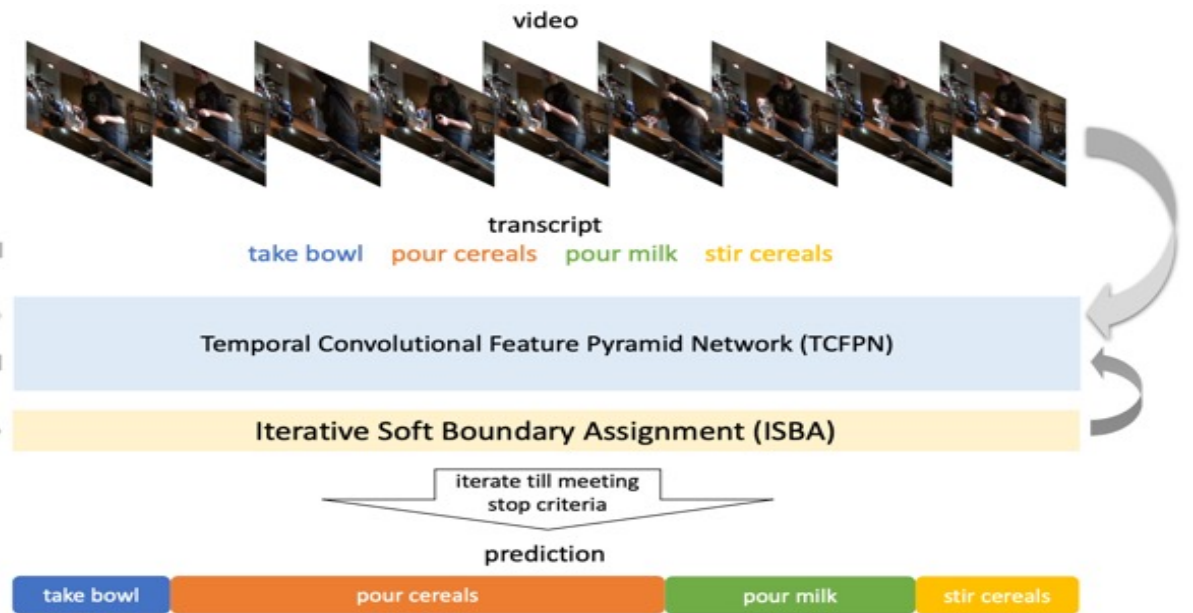 video
transcript
take bowl pour cereals pour milk stir cereals
Temporal Convolutional Feature Pyramid Network (TCFPN)
Iterative Soft Boundary Assignment (ISBA)
iterate till meeting
stop criteria
prediction
take bowl pour cereals pour milk stir cereals